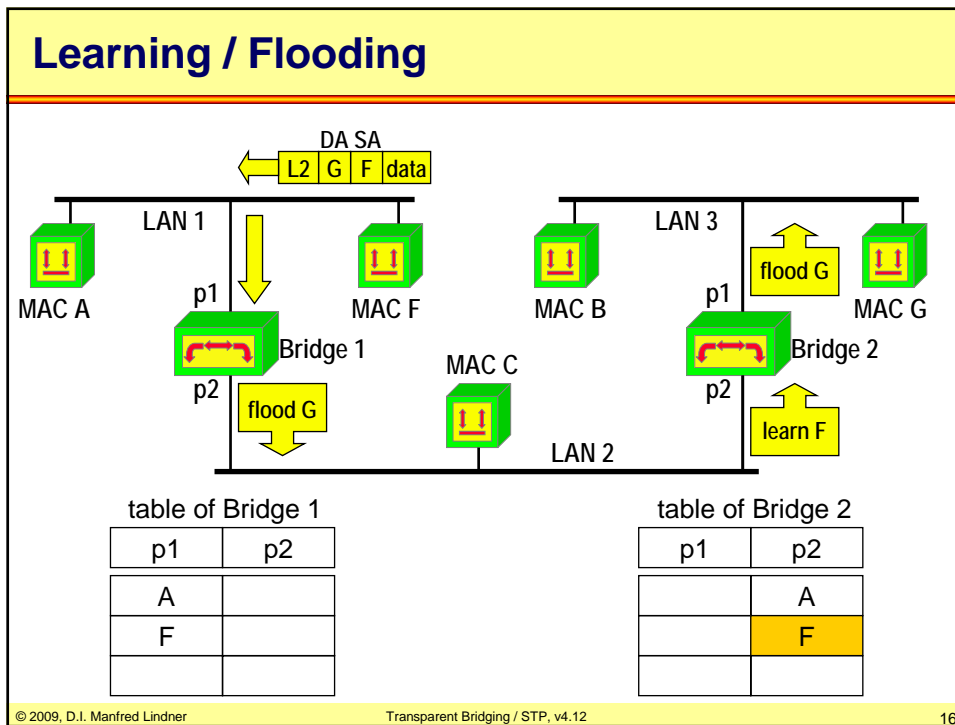 Learning / Flooding
DA SA
L2 G F data
LAN 1
LAN 3
flood G
MAC A
p1
MAC F
MAC B
p1
MAC G
Bridge 1
Bridge 2
MAC C
p2
p2
flood G
learn F
LAN 2
table of Bridge 1
p1 p2
A
F
table of Bridge 2
p1 p2
A
F
© 2009, D.I. Manfred Lindner
Transparent Bridging / STP, v4.12
16